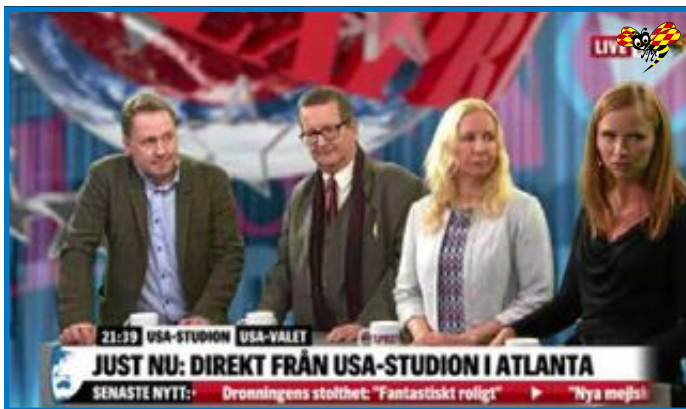 LIVE
21:39 USA-STUDION USA-VALET
JUST NU: DIREKT FRÅN USA-STUDION I ATLANTA
SENASTE NYTT: Dronningens stolthet: "Fantastiskt roligt" "Nya